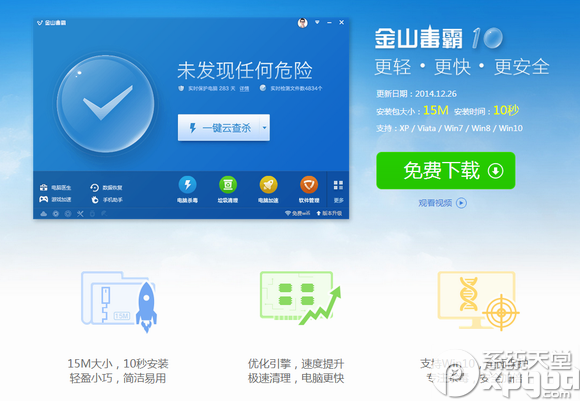 金山毒霸 10
更轻·更快·更安全
更新日期：2014.12.26
安装包大小：15M 安装时间：10秒
支持：XP / Viata / Win7 / Win8 / Win10
免费下载
观看视频
未发现任何危险
实时保护电脑 283 天 详情
实时检测文件数4834个
一键云查杀
电脑医生
数据恢复
游戏加速
手机助手
电脑杀毒
垃圾清理
电脑加速
软件管理
更多
免费wifi
版本升级
15M
15M大小，10秒安装
轻盈小巧，简洁易用
优化引擎，速度提升
极速清理，电脑更快
支持Win10
系统天堂
xpgod.com